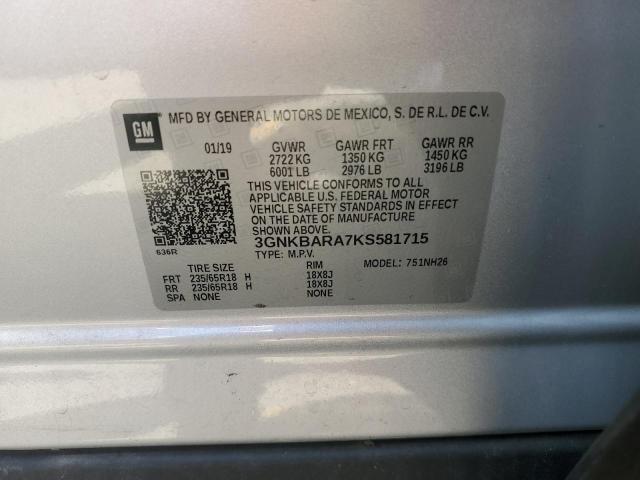 MFD BY GENERAL MOTORS DE MEXICO, S. DE R.L. DE C.V.
GM
01/19 GVWR GAWR FRT GAWR RR
2722 KG 1350 KG 1450 KG
6001 LB 2976 LB 3196 LB
THIS VEHICLE CONFORMS TO ALL
APPLICABLE U.S. FEDERAL MOTOR
VEHICLE SAFETY STANDARDS IN EFFECT
ON THE DATE OF MANUFACTURE
3GNKBARA7KS581715
636R
TYPE: M.P.V. MODEL: 751NH26
TIRE SIZE RIM
FRT 235/65R18 H 18X8J
RR 235/65R18 H 18X8J
SPA NONE NONE